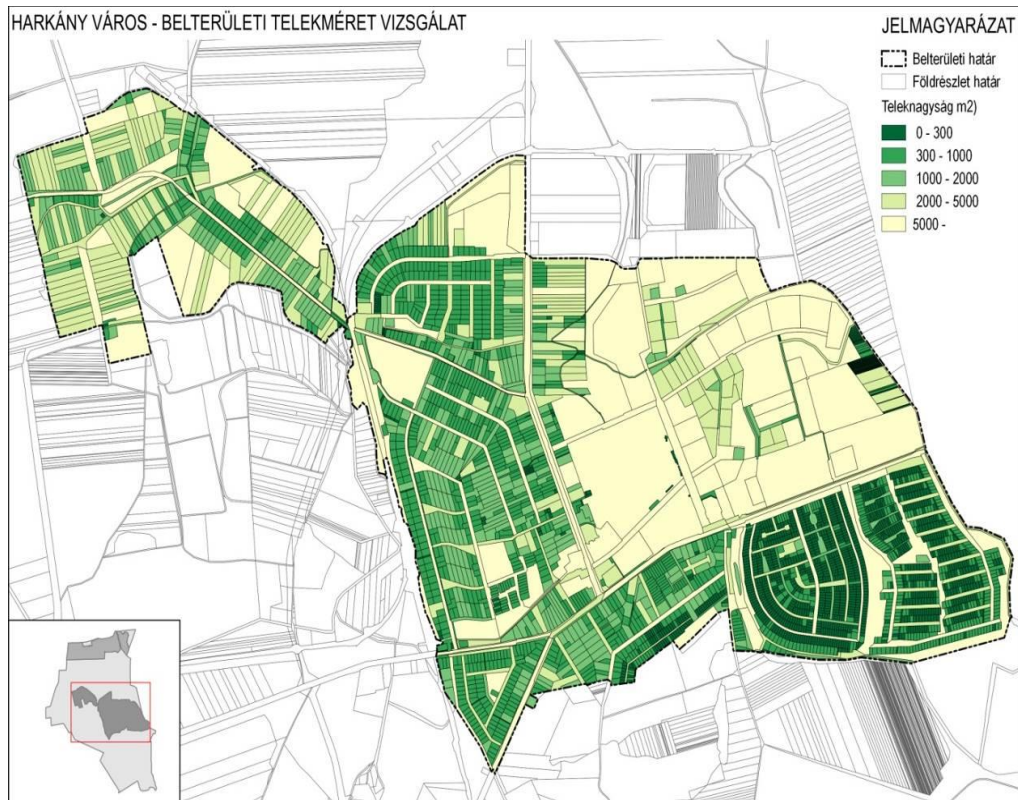 HARKÁNY VÁROS - BELTERÜLETI TELEKMÉRET VIZSGÁLAT
JELMAGYARÁZAT
Belterületi határ
Földrészlet határ
Teleknagyság m2)
0 - 300
300 - 1000
1000 - 2000
2000 - 5000
5000 -